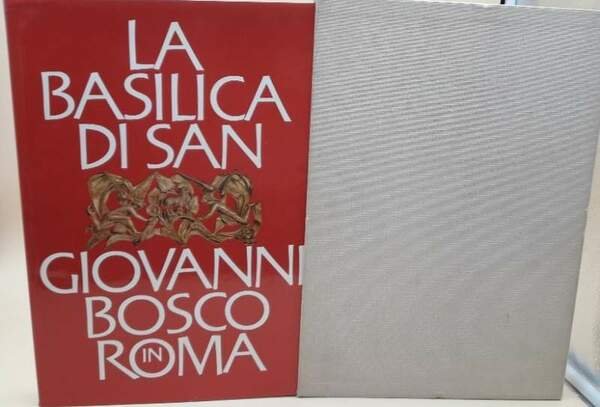 LA
BASILICA
DI SAN
GIOVANNI
BOSCO
IN
ROMA